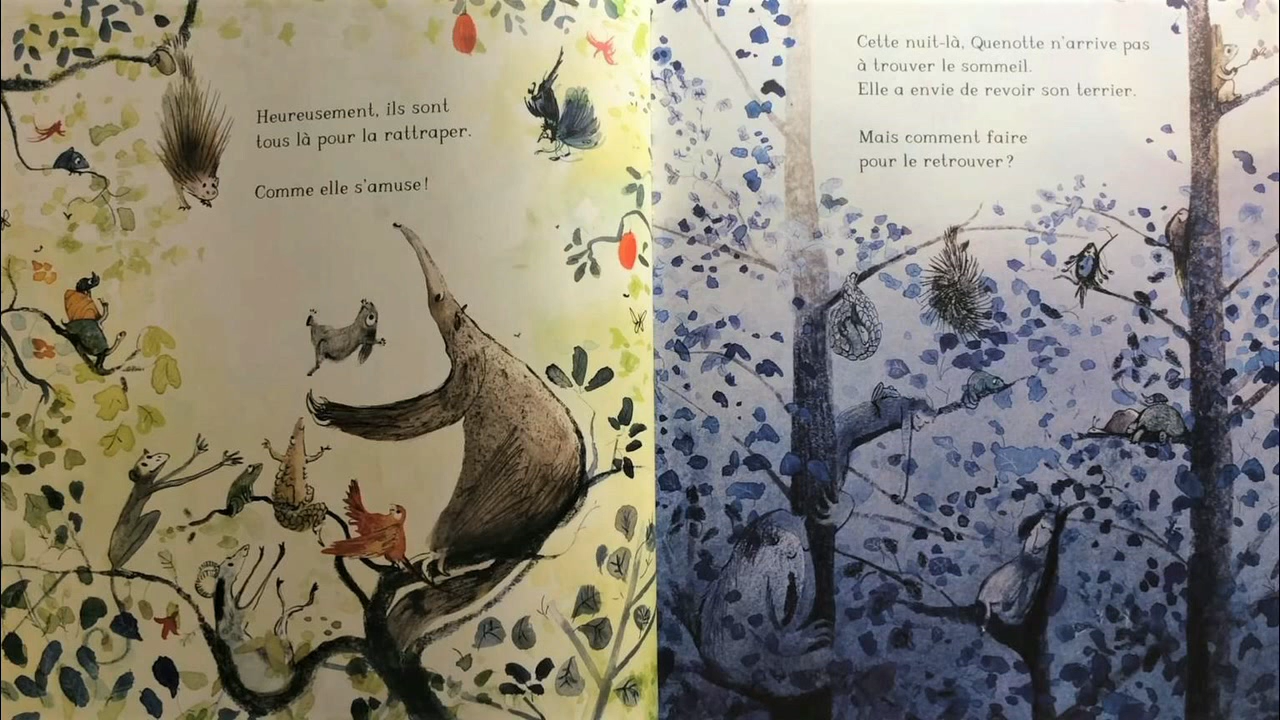 Heureusement, ils sont
tous là pour la rattraper.
Comme elle s'amuse!
Cette nuit-là, Quenotte n'arrive pas
à trouver le sommeil.
Elle a envie de revoir son terrier.
Mais comment faire
pour le retrouver?